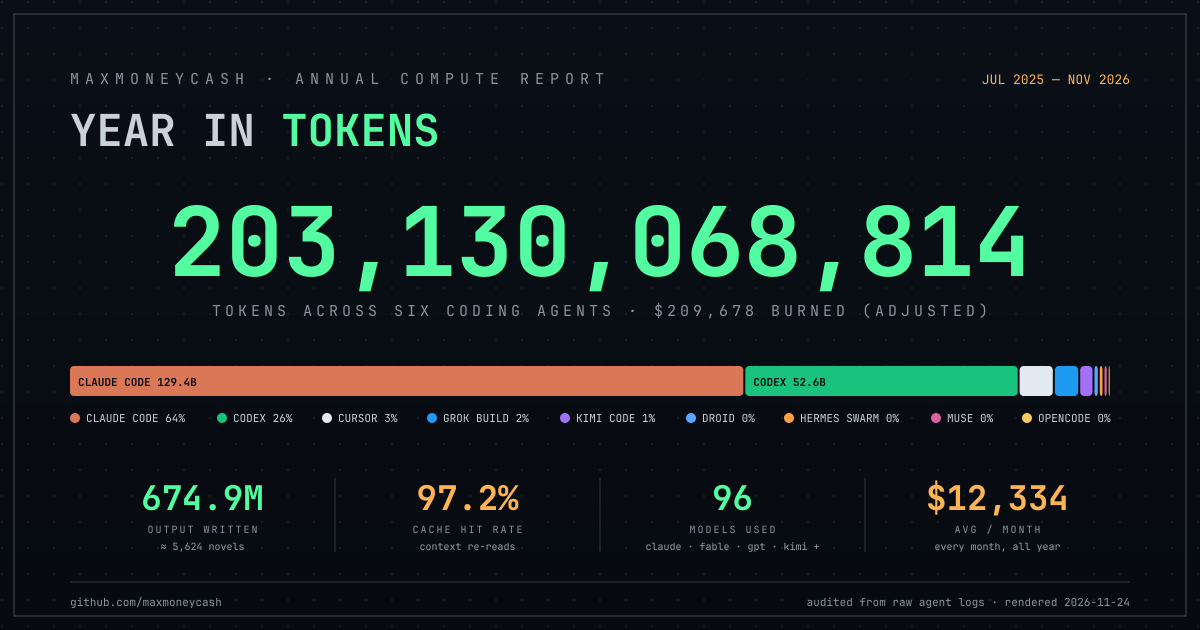 MAXMONEYCASH · ANNUAL COMPUTE REPORT
JUL 2025 — NOV 2026
YEAR IN TOKENS
203,130,068,814
TOKENS ACROSS SIX CODING AGENTS · $209,678 BURNED (ADJUSTED)
CLAUDE CODE 129.4B CODEX 52.6B
CLAUDE CODE 64% CODEX 26% CURSOR 3% GROK BUILD 2% KIMI CODE 1% DROID 0% HERMES SWARM 0% MUSE 0% OPENCODE 0%
674.9M 97.2% 96 $12,334
OUTPUT WRITTEN CACHE HIT RATE MODELS USED AVG / MONTH
≈ 5,624 novels context re-reads claude · fable · gpt · kimi + every month, all year
github.com/maxmoneycash audited from raw agent logs · rendered 2026-11-24